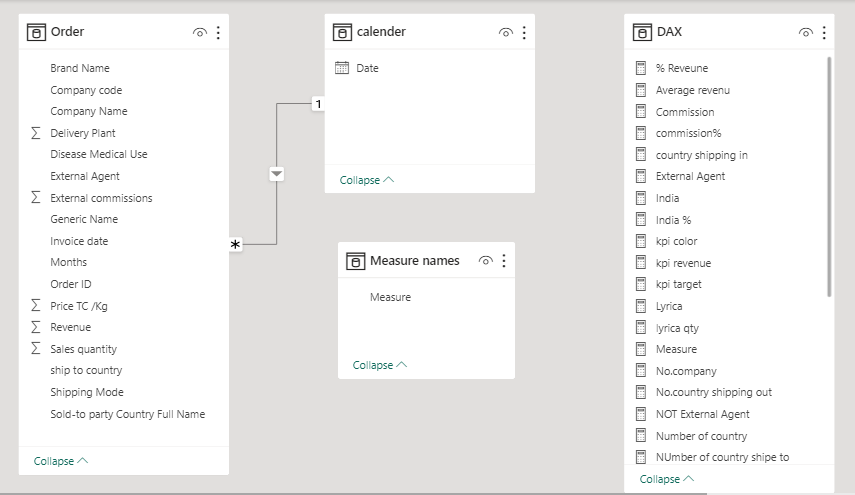 Order
Brand Name
Company code
Company Name
Delivery Plant
Disease Medical Use
External Agent
External commissions
Generic Name
Invoice date
Months
Order ID
Price TC /Kg
Revenue
Sales quantity
ship to country
Shipping Mode
Sold-to party Country Full Name
Collapse
*
1
calender
Date
Collapse
Measure names
Measure
Collapse
DAX
% Reveune
Average revenu
Commission
commission%
country shipping in
External Agent
India
India %
kpi color
kpi revenue
kpi target
Lyrica
lyrica qty
Measure
No.company
No.country shipping out
NOT External Agent
Number of country
NUmber of country shipe to
Collapse